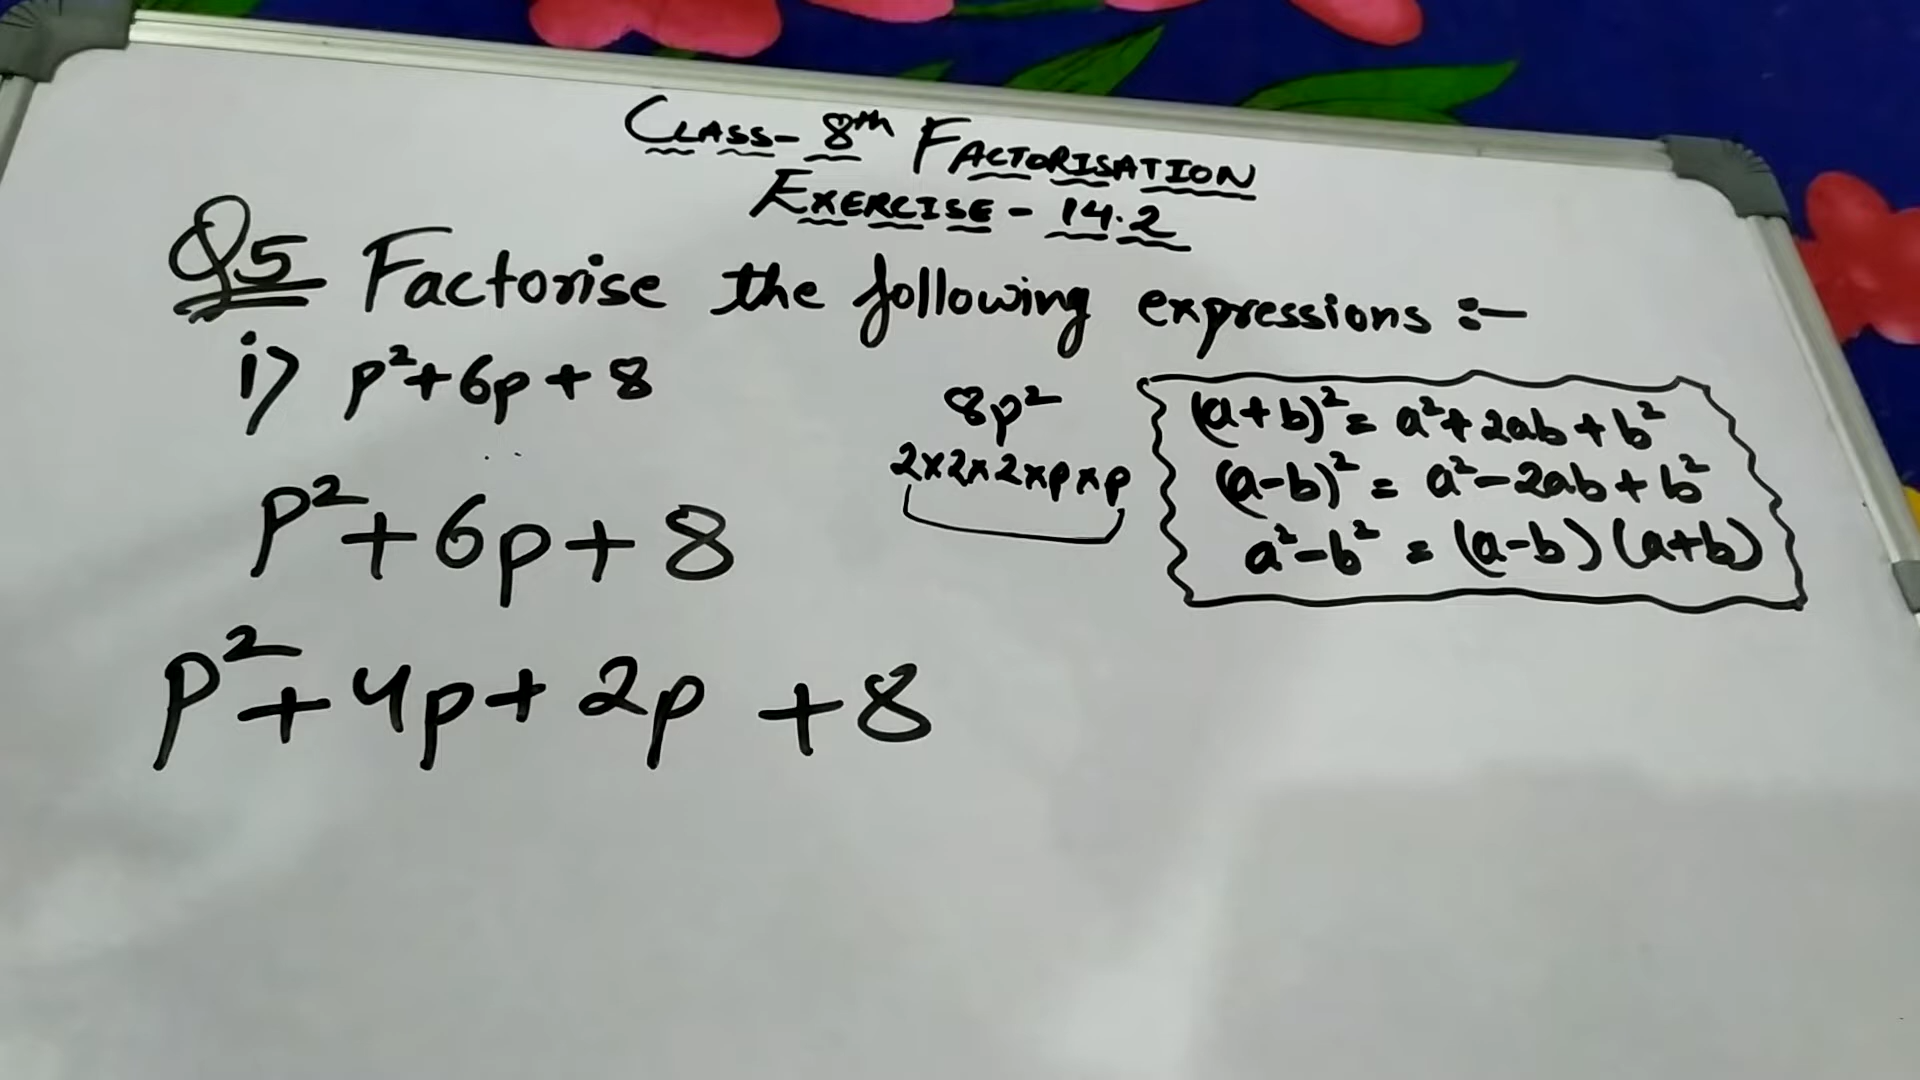 CLASS- 8th FACTORISATION
EXERCISE - 14.2
Q5 Factorise the following expressions :-
i) p²+6p+8
8p²
2×2×2×p×p
(a+b)² = a²+2ab+b²
(a-b)² = a²-2ab+b²
a²-b² = (a-b)(a+b)
p²+6p+8
p²+4p+2p+8